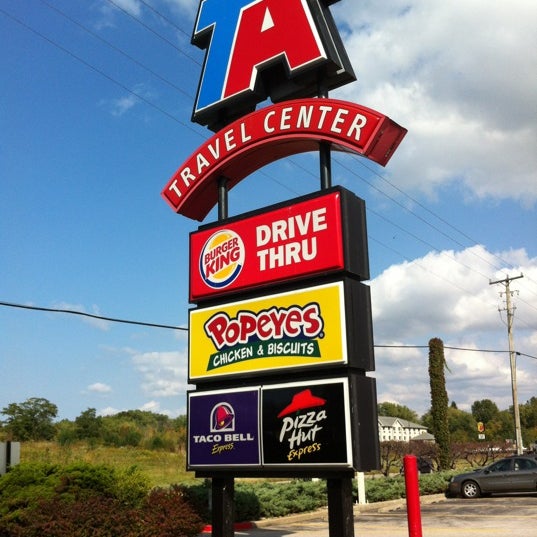 TA
TRAVEL CENTER
BURGER
KING
DRIVE
THRU
POPEYES
CHICKEN & BISCUITS
TACO BELL
Express
Pizza
Hut
Express